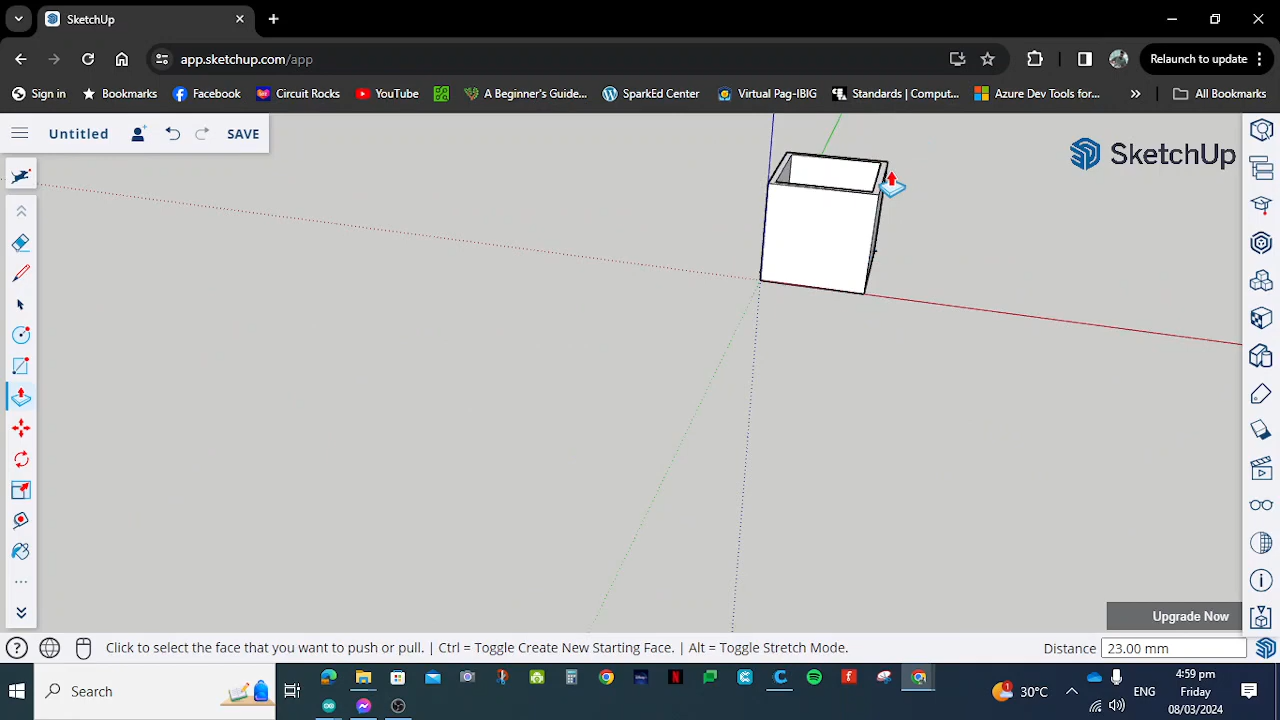 SketchUp
app.sketchup.com/app
Relaunch to update
Sign in
Bookmarks
Facebook
Circuit Rocks
YouTube
A Beginner's Guide...
SparkEd Center
Virtual Pag-IBIG
Standards | Comput...
Azure Dev Tools for...
All Bookmarks
Untitled
SAVE
SketchUp
Upgrade Now
Click to select the face that you want to push or pull. | Ctrl = Toggle Create New Starting Face. | Alt = Toggle Stretch Mode.
Distance
23.00 mm
Search
30°C
ENG
4:59 pm
Friday
08/03/2024